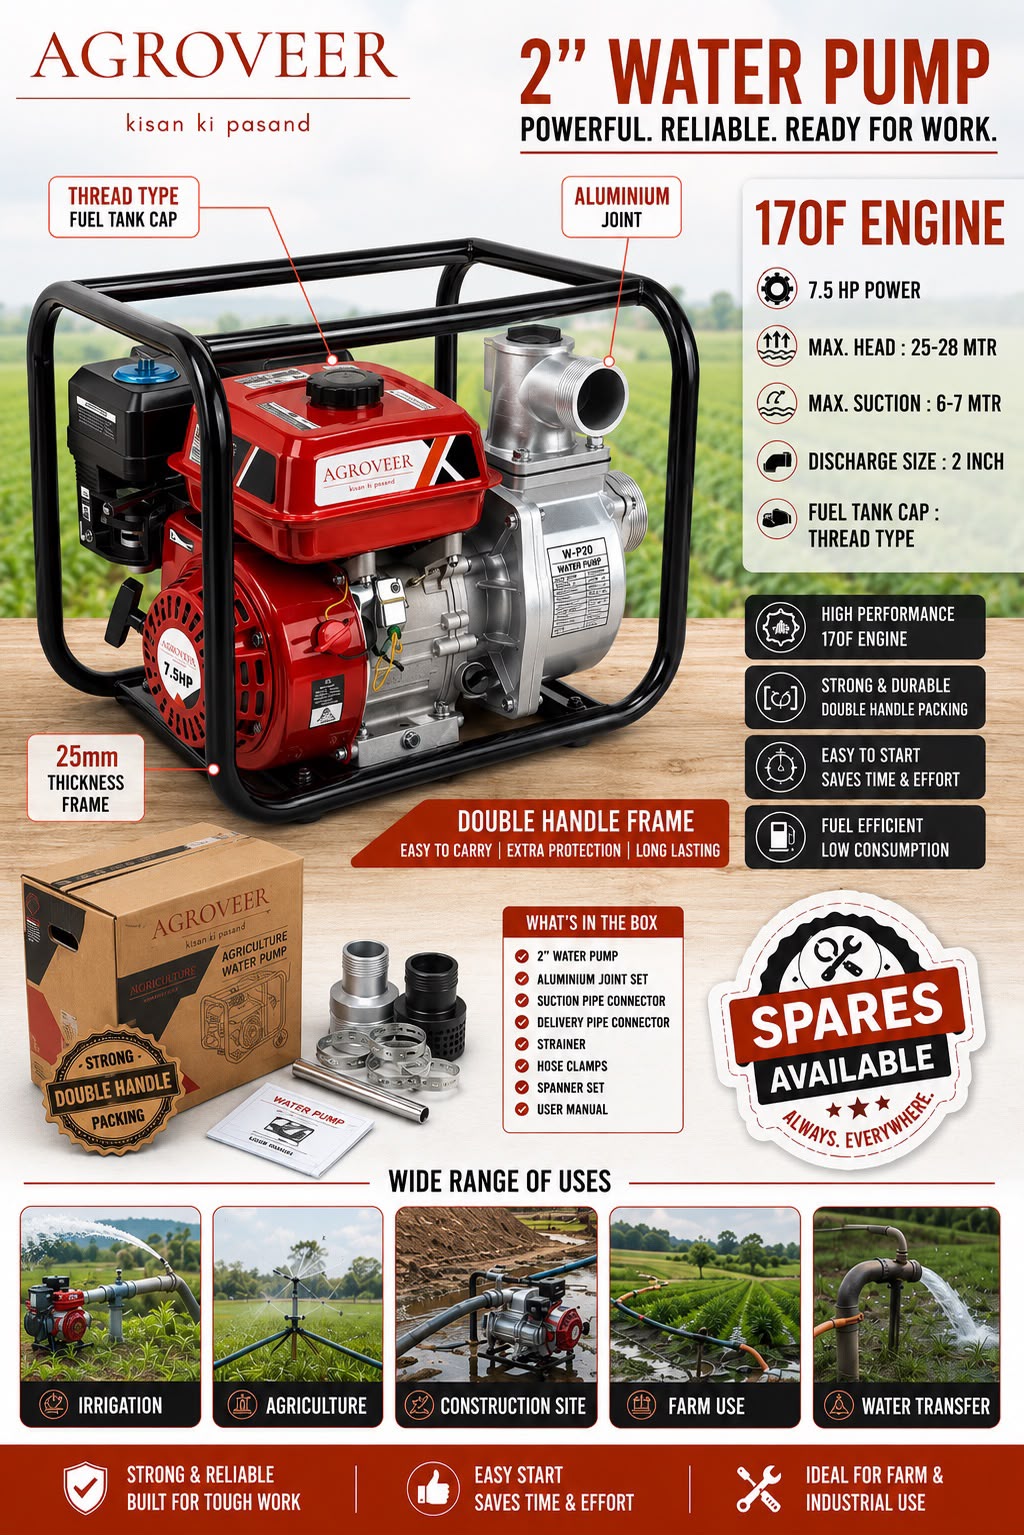 AGROVEER
kisan ki pasand
2” WATER PUMP
POWERFUL. RELIABLE. READY FOR WORK.
THREAD TYPE
FUEL TANK CAP
ALUMINIUM
JOINT
170F ENGINE
7.5 HP POWER
MAX. HEAD : 25-28 MTR
MAX. SUCTION : 6-7 MTR
DISCHARGE SIZE : 2 INCH
FUEL TANK CAP :
THREAD TYPE
AGROVEER
kisan ki pasand
W-P20
WATER PUMP
AGROVEER
7.5HP
HIGH PERFORMANCE
170F ENGINE
STRONG & DURABLE
DOUBLE HANDLE PACKING
EASY TO START
SAVES TIME & EFFORT
FUEL EFFICIENT
LOW CONSUMPTION
25mm
THICKNESS
FRAME
DOUBLE HANDLE FRAME
EASY TO CARRY | EXTRA PROTECTION | LONG LASTING
AGROVEER
kisan ki pasand
AGRICULTURE
WATER PUMP
AGRICULTURE
- STRONG -
DOUBLE HANDLE
PACKING
WATER PUMP
USER MANUAL
WHAT'S IN THE BOX
2” WATER PUMP
ALUMINIUM JOINT SET
SUCTION PIPE CONNECTOR
DELIVERY PIPE CONNECTOR
STRAINER
HOSE CLAMPS
SPANNER SET
USER MANUAL
SPARES
AVAILABLE
ALWAYS. EVERYWHERE.
WIDE RANGE OF USES
IRRIGATION
AGRICULTURE
CONSTRUCTION SITE
FARM USE
WATER TRANSFER
STRONG & RELIABLE
BUILT FOR TOUGH WORK
EASY START
SAVES TIME & EFFORT
IDEAL FOR FARM &
INDUSTRIAL USE